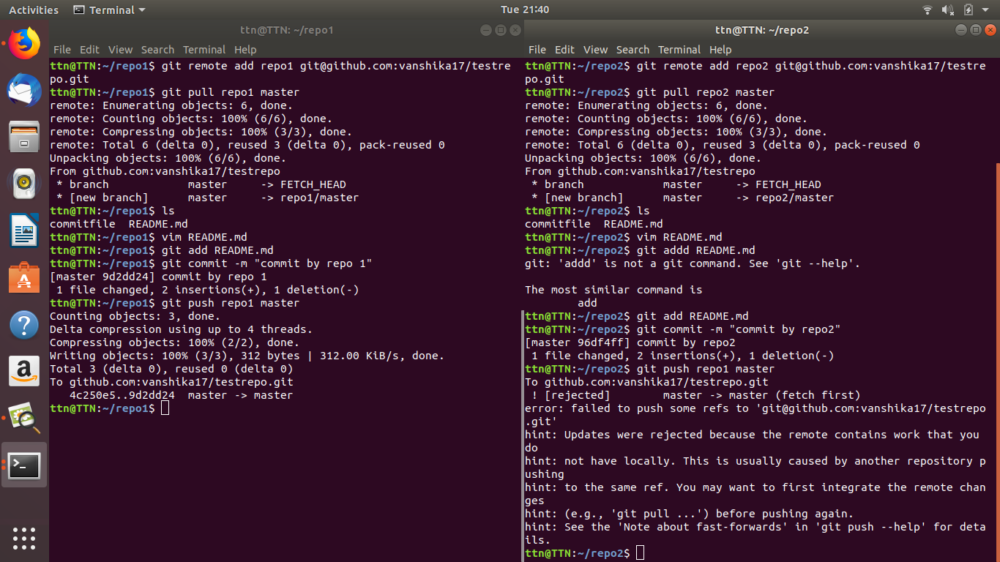 Activities Terminal Tue 21:40
ttn@TTN: ~/repo1
File Edit View Search Terminal Help
ttn@TTN:~/repo1$ git remote add repo1 git@github.com:vanshika17/testre
po.git
ttn@TTN:~/repo1$ git pull repo1 master
remote: Enumerating objects: 6, done.
remote: Counting objects: 100% (6/6), done.
remote: Compressing objects: 100% (3/3), done.
remote: Total 6 (delta 0), reused 3 (delta 0), pack-reused 0
Unpacking objects: 100% (6/6), done.
From github.com:vanshika17/testrepo
 * branch            master     -> FETCH_HEAD
 * [new branch]      master     -> repo1/master
ttn@TTN:~/repo1$ ls
commitfile  README.md
ttn@TTN:~/repo1$ vim README.md
ttn@TTN:~/repo1$ git add README.md
ttn@TTN:~/repo1$ git commit -m "commit by repo 1"
[master 9d2dd24] commit by repo 1
 1 file changed, 2 insertions(+), 1 deletion(-)
ttn@TTN:~/repo1$ git push repo1 master
Counting objects: 3, done.
Delta compression using up to 4 threads.
Compressing objects: 100% (2/2), done.
Writing objects: 100% (3/3), 312 bytes | 312.00 KiB/s, done.
Total 3 (delta 0), reused 0 (delta 0)
To github.com:vanshika17/testrepo.git
   4c250e5..9d2dd24  master -> master
ttn@TTN:~/repo1$
ttn@TTN: ~/repo2
File Edit View Search Terminal Help
ttn@TTN:~/repo2$ git remote add repo2 git@github.com:vanshika17/testre
po.git
ttn@TTN:~/repo2$ git pull repo2 master
remote: Enumerating objects: 6, done.
remote: Counting objects: 100% (6/6), done.
remote: Compressing objects: 100% (3/3), done.
remote: Total 6 (delta 0), reused 3 (delta 0), pack-reused 0
Unpacking objects: 100% (6/6), done.
From github.com:vanshika17/testrepo
 * branch            master     -> FETCH_HEAD
 * [new branch]      master     -> repo2/master
ttn@TTN:~/repo2$ ls
commitfile  README.md
ttn@TTN:~/repo2$ vim README.md
ttn@TTN:~/repo2$ git addd README.md
git: 'addd' is not a git command. See 'git --help'.
The most similar command is
        add
ttn@TTN:~/repo2$ git add README.md
ttn@TTN:~/repo2$ git commit -m "commit by repo2"
[master 96df4ff] commit by repo2
 1 file changed, 2 insertions(+), 1 deletion(-)
ttn@TTN:~/repo2$ git push repo1 master
To github.com:vanshika17/testrepo.git
 ! [rejected]        master -> master (fetch first)
error: failed to push some refs to 'git@github.com:vanshika17/testrepo
.git'
hint: Updates were rejected because the remote contains work that you
do
hint: not have locally. This is usually caused by another repository p
ushing
hint: to the same ref. You may want to first integrate the remote chan
ges
hint: (e.g., 'git pull ...') before pushing again.
hint: See the 'Note about fast-forwards' in 'git push --help' for deta
ils.
ttn@TTN:~/repo2$